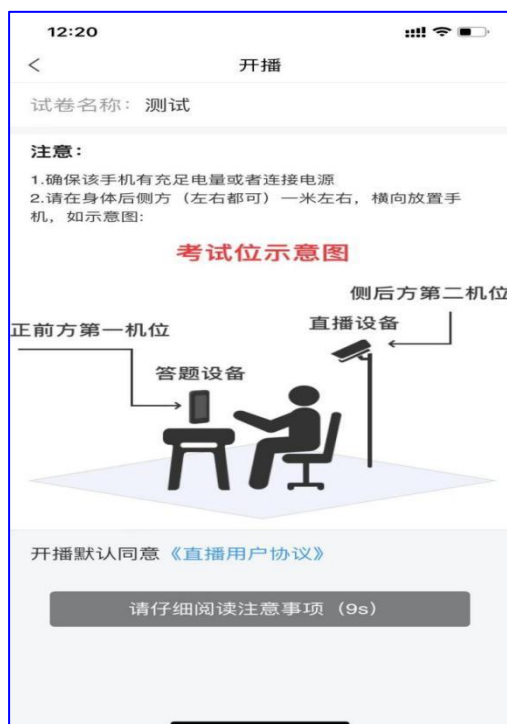 12:20
开播
试卷名称：测试
注意：
1.确保该手机有充足电量或者连接电源
2.请在身体后侧方（左右都可）一米左右，横向放置手
机，如示意图:
考试位示意图
侧后方第二机位
正前方第一机位
直播设备
答题设备
开播默认同意《直播用户协议》
请仔细阅读注意事项（9s）